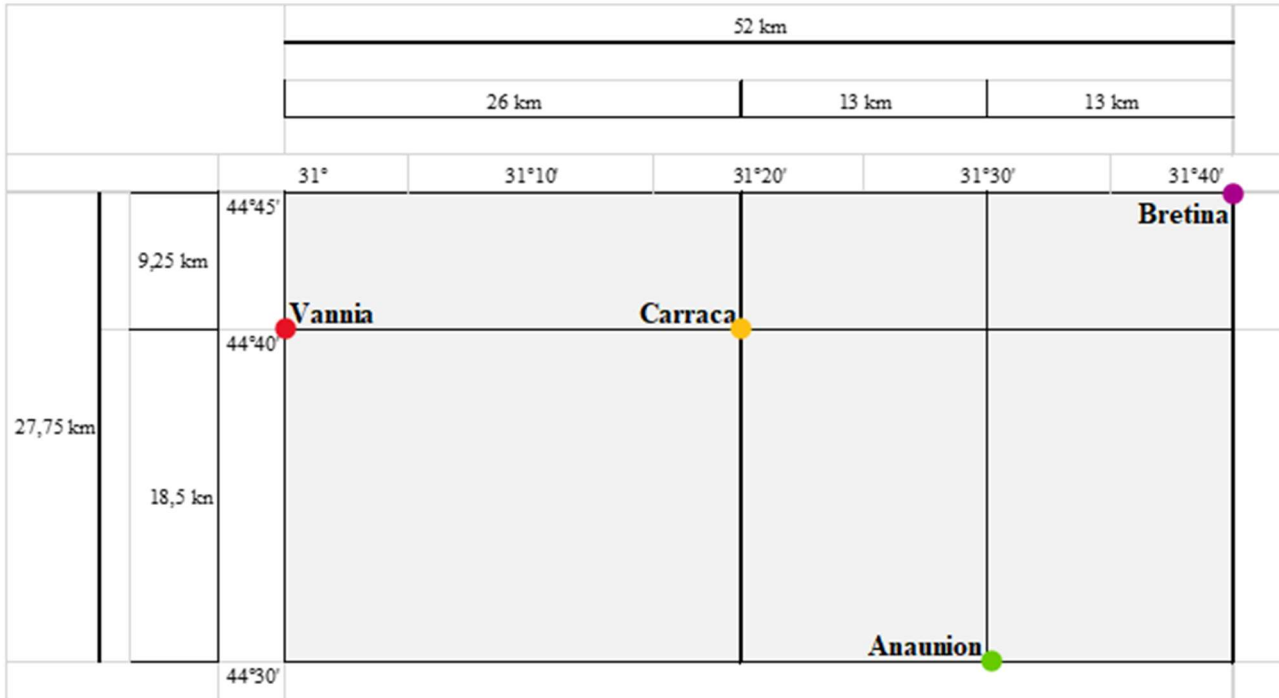 52 km
26 km 13 km 13 km
31° 31°10' 31°20' 31°30' 31°40'
44°45'
Bretina
9,25 km
Vannia Carraca
44°40'
27,75 km
18,5 kn
Anaunion
44°30'